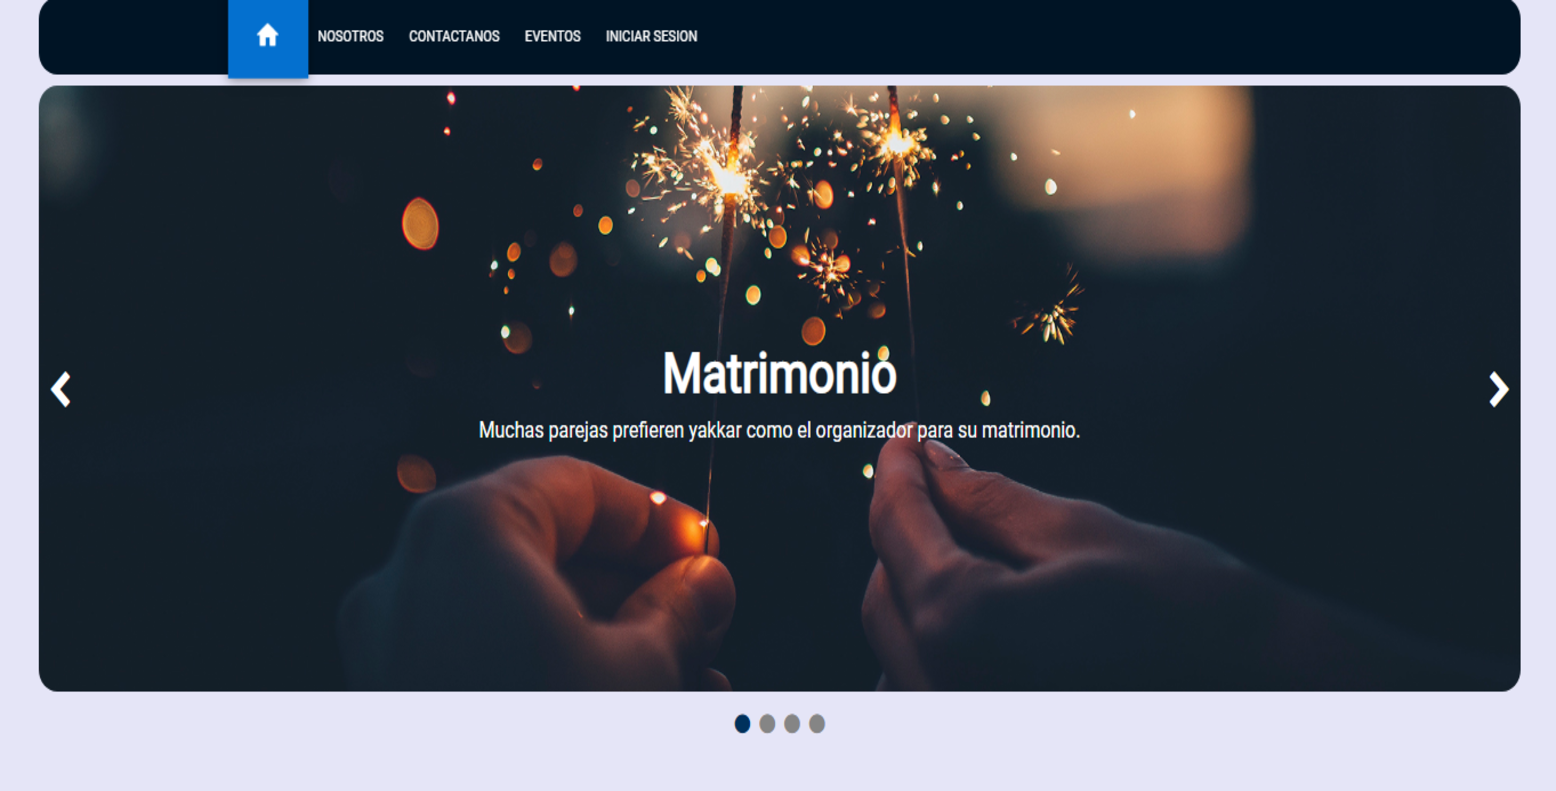 NOSOTROS CONTACTANOS EVENTOS INICIAR SESION
Matrimonio
Muchas parejas prefieren yakkar como el organizador para su matrimonio.